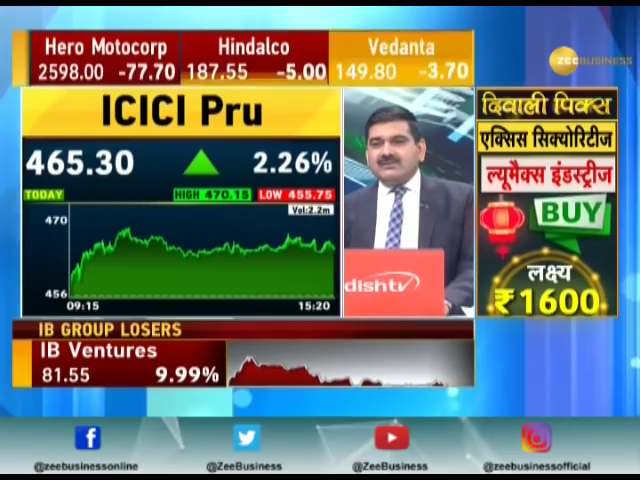 Hero Motocorp
2598.00 -77.70
Hindalco
187.55 -5.00
Vedanta
149.80 -3.70
ZEE BUSINESS
ICICI Pru
465.30 2.26%
TODAY HIGH 470.15 LOW 455.75
Vol:2.2m
470
456
09:15 15:20
dishtv
दिवाली पिक्स
एक्सिस सिक्योरिटीज
ल्यूमैक्स इंडस्ट्रीज
BUY
लक्ष्य
₹1600
IB GROUP LOSERS
IB Ventures
81.55 9.99%
@zeebusinessonline @ZeeBusiness @ZeeBusiness @zeebusinessofficial